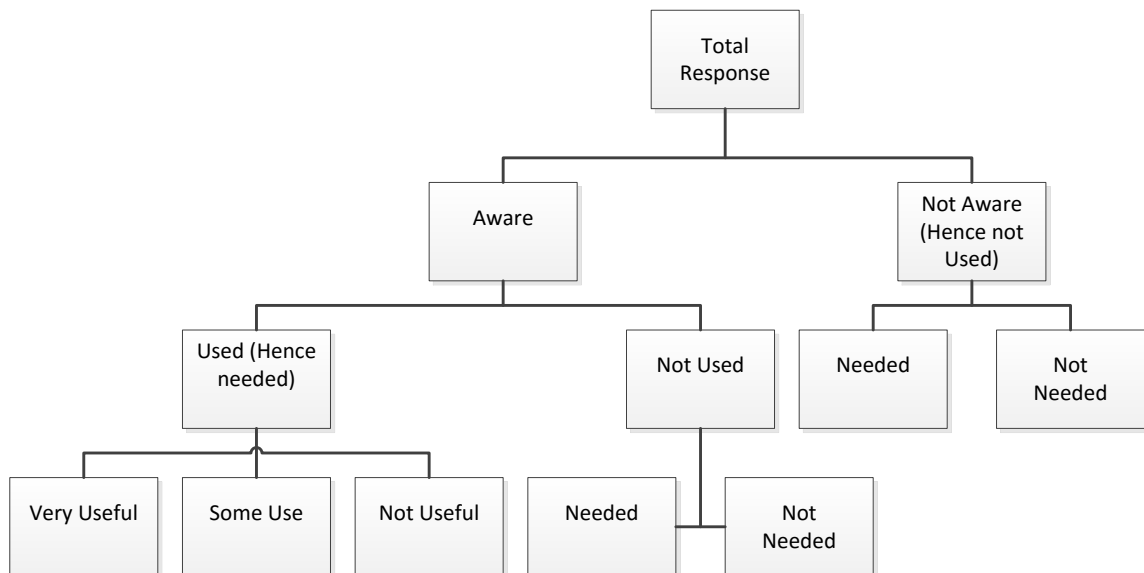 Total
Response
Aware
Not Aware
(Hence not
Used)
Used (Hence
needed)
Not Used
Needed
Not
Needed
Very Useful
Some Use
Not Useful
Needed
Not
Needed